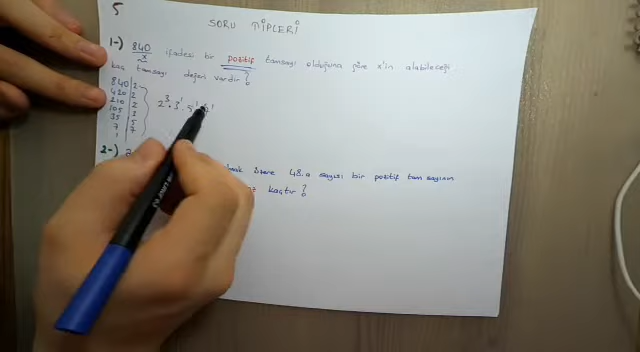 5
SORU TİPLERİ
1-) 840/x ifadesi bir pozitif tamsayı olduğuna göre x'in alabileceği
kaç tamsayı değeri vardır?
840 | 2
420 | 2
210 | 2
105 | 3
35 | 5
7 | 7
1
2³.3¹.5¹.7¹
2-) olmak üzere 48.a sayısı bir pozitif tam sayının
kaçtır?